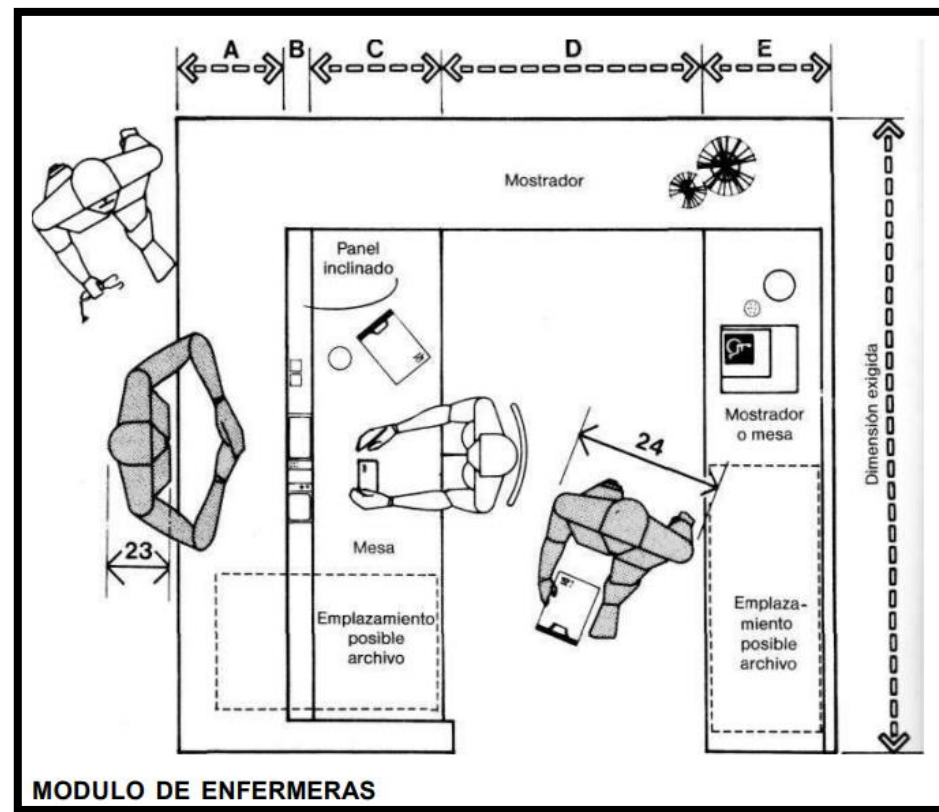 A B C D E
Mostrador
Panel
inclinado
Mostrador
o mesa
24
Dimensión exigida
23
Mesa
Emplazamiento
posible
archivo
Emplaza-
miento
posible
archivo
MODULO DE ENFERMERAS